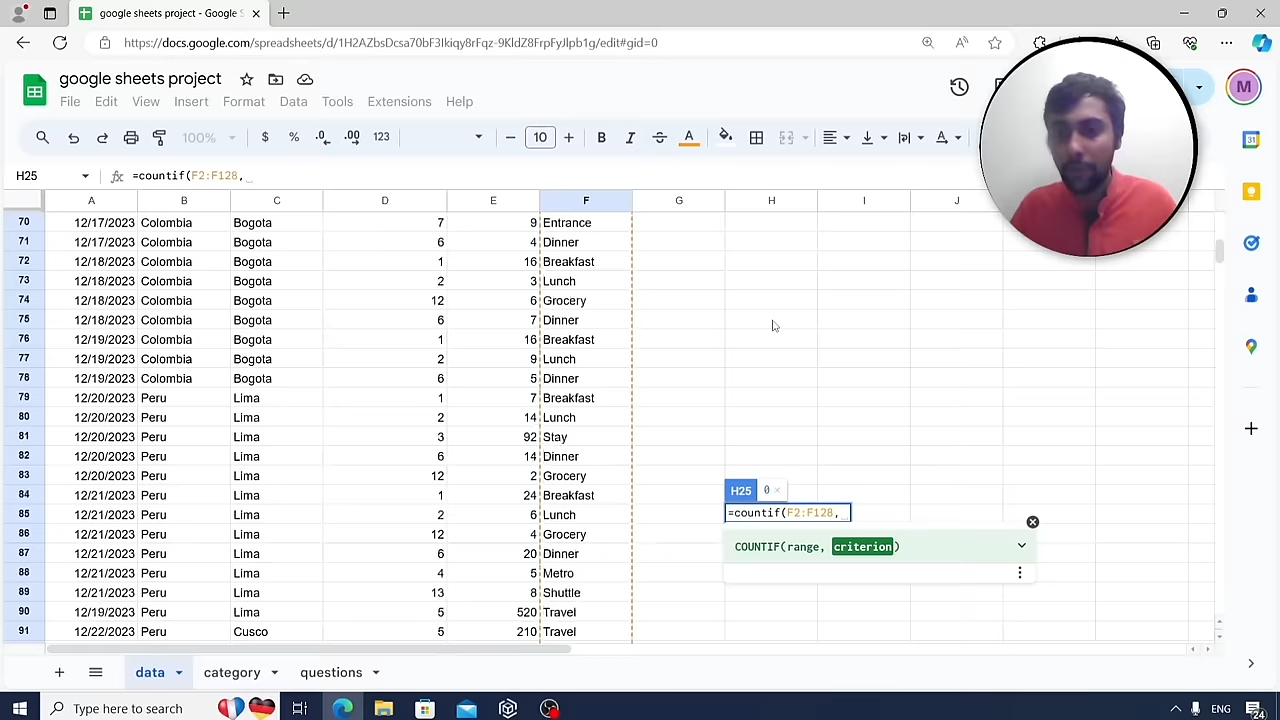 google sheets project - Google S
https://docs.google.com/spreadsheets/d/1H2AZhsDnza70bF3Ikiqy8rFqz-9KldZ8FrpFyJlpb1g/edit#gid=0
google sheets project
M
File Edit View Insert Format Data Tools Extensions Help
100% $ % .0 .00 123 10 B I A
H25 fx =countif(F2:F128,
A B C D E F G H I J
70 12/17/2023 Colombia Bogota 7 9 Entrance
71 12/17/2023 Colombia Bogota 6 4 Dinner
72 12/18/2023 Colombia Bogota 1 16 Breakfast
73 12/18/2023 Colombia Bogota 2 3 Lunch
74 12/18/2023 Colombia Bogota 12 6 Grocery
75 12/18/2023 Colombia Bogota 6 7 Dinner
76 12/19/2023 Colombia Bogota 1 16 Breakfast
77 12/19/2023 Colombia Bogota 2 9 Lunch
78 12/19/2023 Colombia Bogota 6 5 Dinner
79 12/20/2023 Peru Lima 1 7 Breakfast
80 12/20/2023 Peru Lima 2 14 Lunch
81 12/20/2023 Peru Lima 3 92 Stay
82 12/20/2023 Peru Lima 6 14 Dinner
83 12/20/2023 Peru Lima 12 2 Grocery
84 12/21/2023 Peru Lima 1 24 Breakfast
H25 0 ×
85 12/21/2023 Peru Lima 2 6 Lunch
=countif(F2:F128,
86 12/21/2023 Peru Lima 12 4 Grocery
COUNTIF(range, criterion)
87 12/21/2023 Peru Lima 6 20 Dinner
88 12/21/2023 Peru Lima 4 5 Metro
89 12/21/2023 Peru Lima 13 8 Shuttle
90 12/19/2023 Peru Lima 5 520 Travel
91 12/22/2023 Peru Cusco 5 210 Travel
data category questions
Type here to search ENG 24